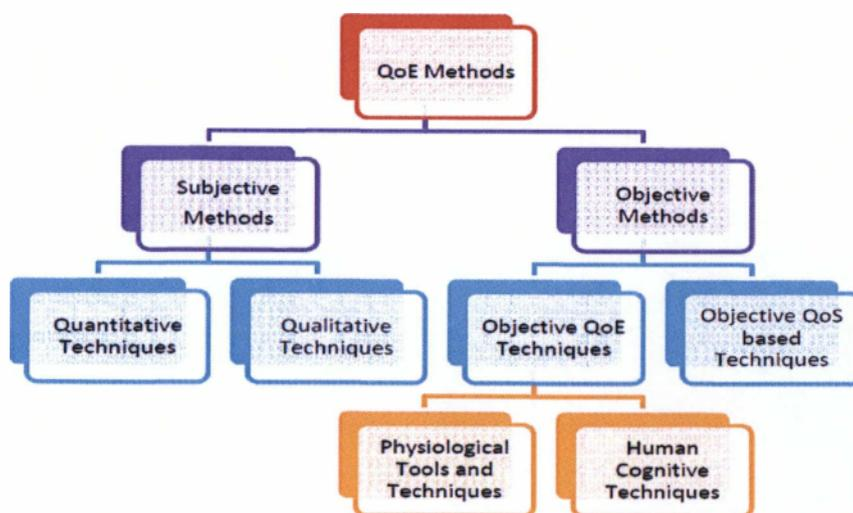 QoE Methods
Subjective
Methods
Objective
Methods
Quantitative
Techniques
Qualitative
Techniques
Objective QoE
Techniques
Objective QoS
based
Techniques
Physiological
Tools and
Techniques
Human
Cognitive
Techniques